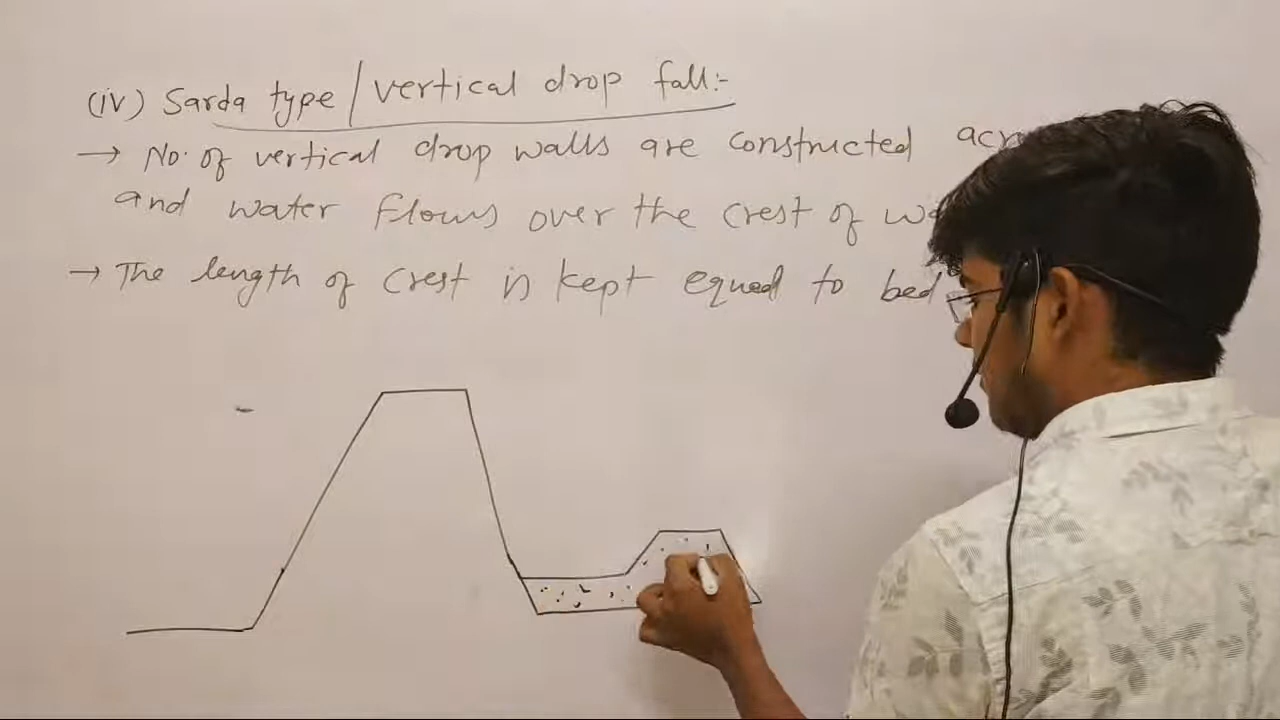 (iv) Sarda type / vertical drop fall:-
→ No. of vertical drop walls are constructed
and water flows over the crest of
→ The length of crest is kept equal to bed